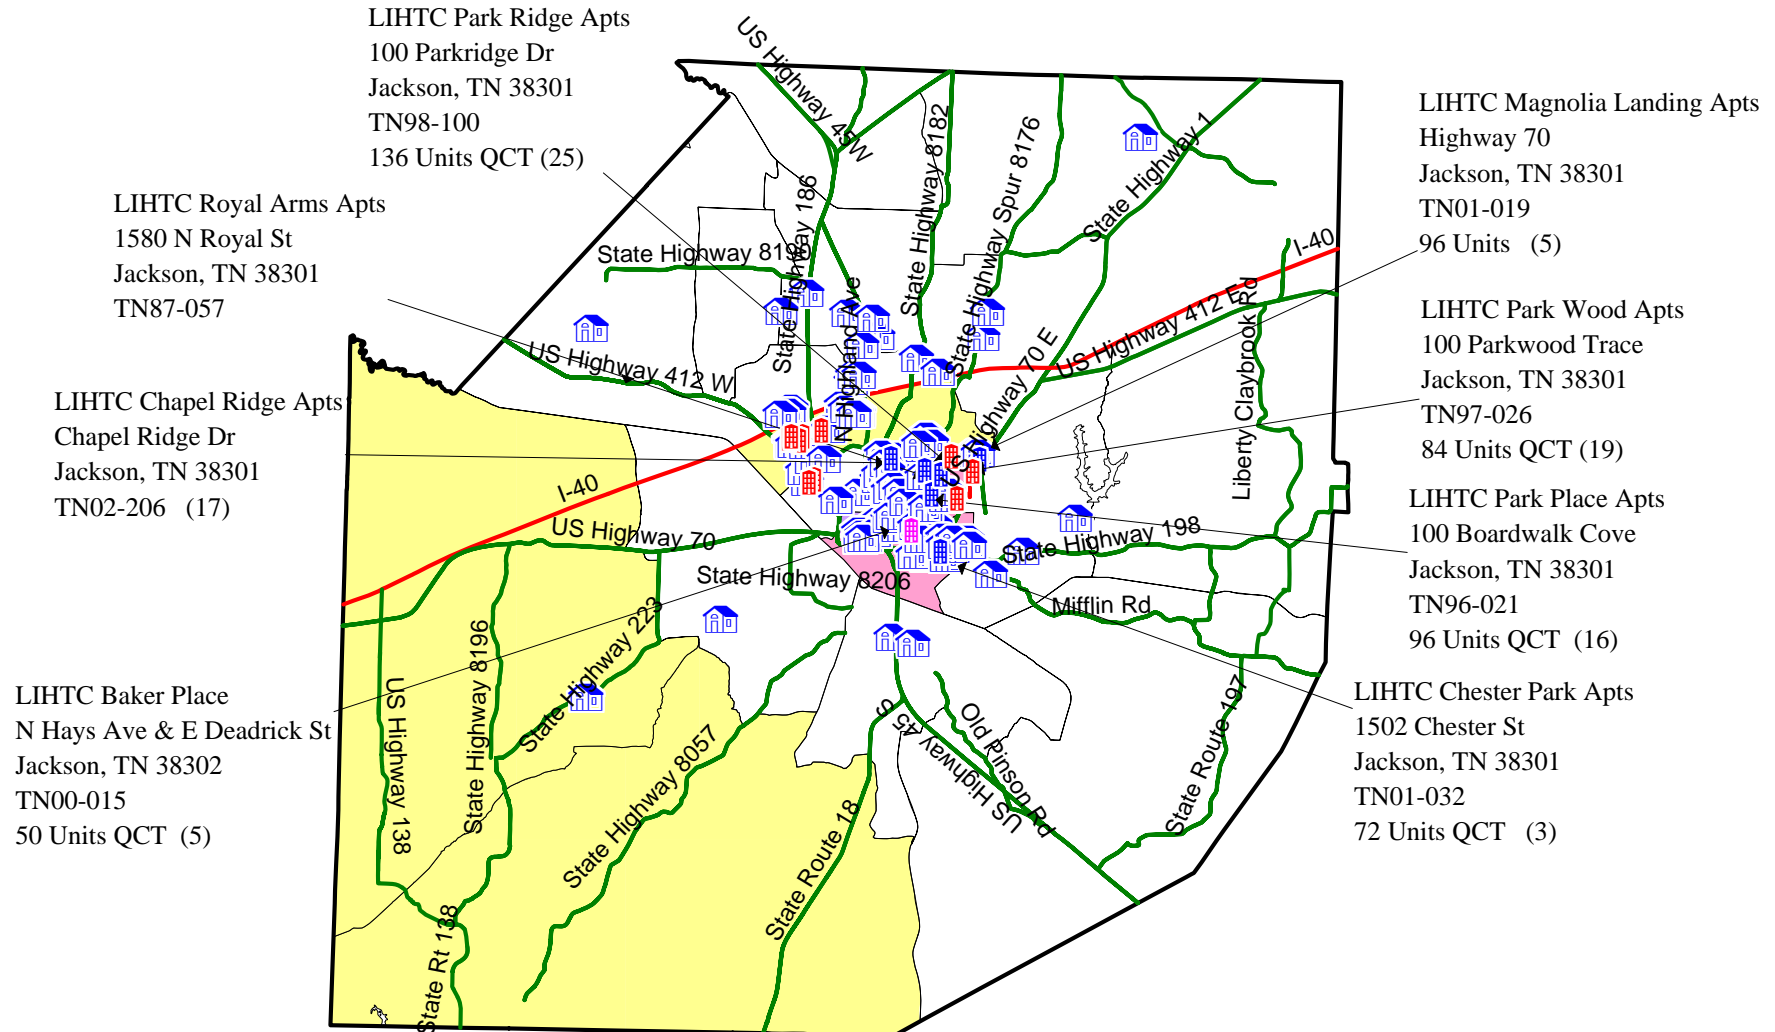 LIHTC Park Ridge Apts
100 Parkridge Dr
Jackson, TN 38301
TN98-100
136 Units QCT (25)
LIHTC Royal Arms Apts
1580 N Royal St
Jackson, TN 38301
TN87-057
LIHTC Chapel Ridge Apts
Chapel Ridge Dr
Jackson, TN 38301
TN02-206 (17)
LIHTC Baker Place
N Hays Ave & E Deadrick St
Jackson, TN 38302
TN00-015
50 Units QCT (5)
LIHTC Magnolia Landing Apts
Highway 70
Jackson, TN 38301
TN01-019
96 Units (5)
LIHTC Park Wood Apts
100 Parkwood Trace
Jackson, TN 38301
TN97-026
84 Units QCT (19)
LIHTC Park Place Apts
100 Boardwalk Cove
Jackson, TN 38301
TN96-021
96 Units QCT (16)
LIHTC Chester Park Apts
1502 Chester St
Jackson, TN 38301
TN01-032
72 Units QCT (3)
US Highway 45W
State Highway 186
State Highway 8182
State Highway Spur 8176
State Highway 1
I-40
State Highway 8190
N Highland Ave
US Highway 412 E
US Highway 70 E
Liberty Claybrook Rd
US Highway 412 W
I-40
US Highway 70
State Highway 198
State Highway 8206
Mifflin Rd
State Highway 223
State Highway 8196
US Highway 138
State Highway 8057
State Route 18
US Highway 45 S
Old Pinson Rd
State Route 197
State Rt 138